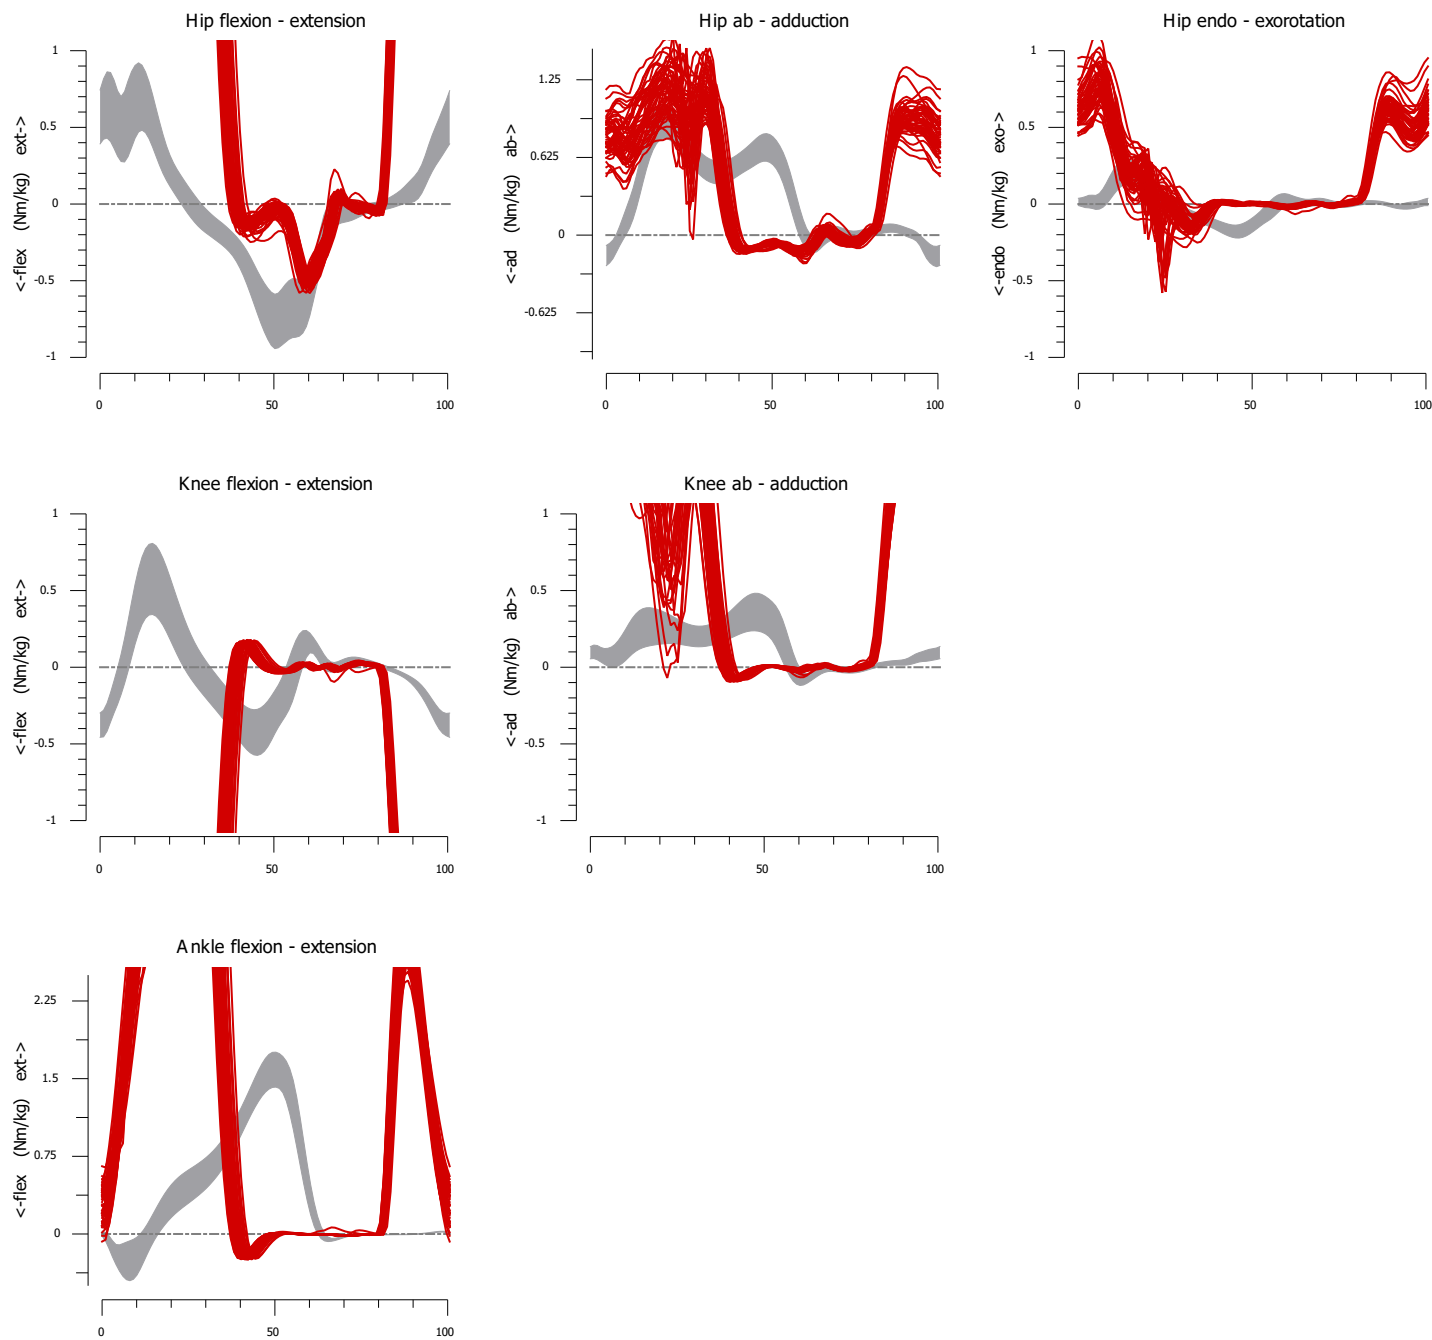 Hip flexion - extension
1
0.5
0
-0.5
-1
<-flex (Nm/kg) ext->
0 50 100
Hip ab - adduction
1.25
0.625
0
-0.625
<-ad (Nm/kg) ab->
0 50 100
Hip endo - exorotation
1
0.5
0
-0.5
-1
<-endo (Nm/kg) exo->
0 50 100
Knee flexion - extension
1
0.5
0
-0.5
-1
<-flex (Nm/kg) ext->
0 50 100
Knee ab - adduction
1
0.5
0
-0.5
-1
<-ad (Nm/kg) ab->
0 50 100
Ankle flexion - extension
2.25
1.5
0.75
0
<-flex (Nm/kg) ext->
0 50 100